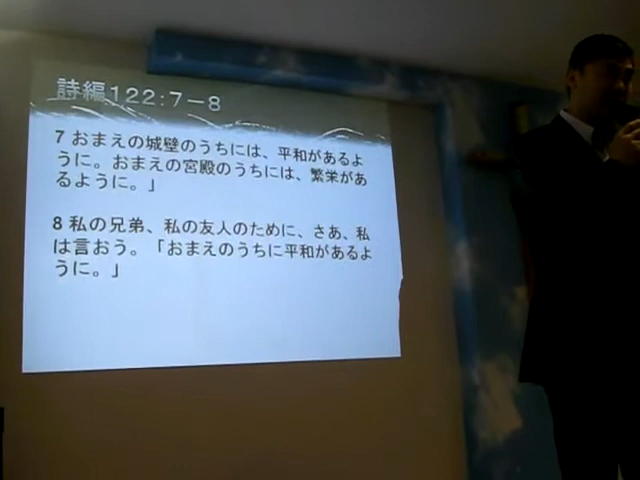 詩編122:7−8
7 おまえの城壁のうちには、平和があるよ
うに。おまえの宮殿のうちには、繁栄があ
るように。」
8 私の兄弟、私の友人のために、さあ、私
は言おう。「おまえのうちに平和があるよ
うに。」